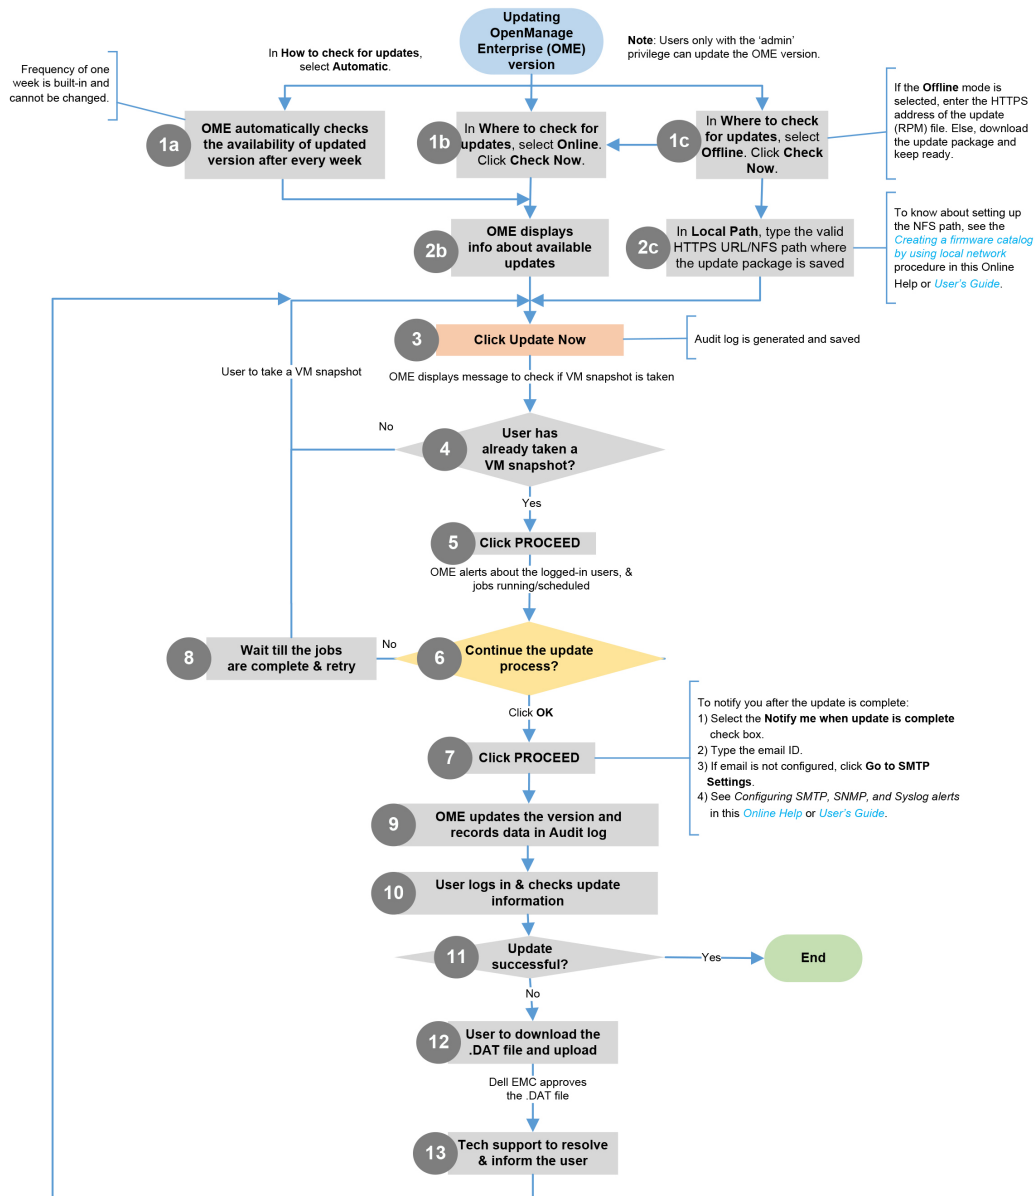 Updating
OpenManage
Enterprise (OME)
version
In How to check for updates,
select Automatic.
Note: Users only with the ‘admin’
privilege can update the OME version.
Frequency of one
week is built-in and
cannot be changed.
1a
OME automatically checks
the availability of updated
version after every week
1b
In Where to check for
updates, select Online.
Click Check Now.
1c
In Where to check
for updates, select
Offline. Click Check
Now.
If the Offline mode is
selected, enter the HTTPS
address of the update
(RPM) file. Else, download
the update package and
keep ready.
2b
OME displays
info about available
updates
2c
In Local Path, type the valid
HTTPS URL/NFS path where
the update package is saved
To know about setting up
the NFS path, see the
Creating a firmware catalog
by using local network
procedure in this Online
Help or User’s Guide.
3
Click Update Now
Audit log is generated and saved
User to take a VM snapshot
OME displays message to check if VM snapshot is taken
No
4
User has
already taken a
VM snapshot?
Yes
5
Click PROCEED
OME alerts about the logged-in users, &
jobs running/scheduled
8
Wait till the jobs
are complete & retry
No
6
Continue the update
process?
Click OK
7
Click PROCEED
To notify you after the update is complete:
1) Select the Notify me when update is complete
check box.
2) Type the email ID.
3) If email is not configured, click Go to SMTP
Settings.
4) See Configuring SMTP, SNMP, and Syslog alerts
in this Online Help or User’s Guide.
9
OME updates the version and
records data in Audit log
10
User logs in & checks update
information
11
Update
successful?
Yes
End
No
12
User to download the
.DAT file and upload
Dell EMC approves
the .DAT file
13
Tech support to resolve
& inform the user